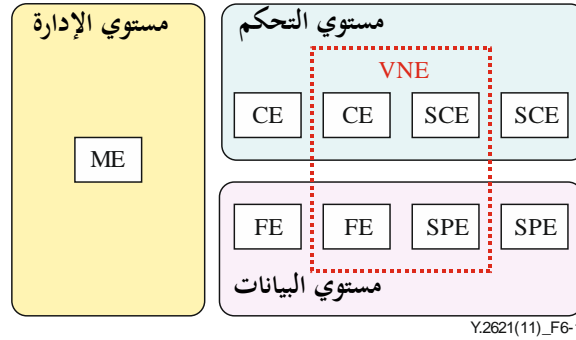 مستوي الإدارة
مستوي التحكم
VNE
CE CE SCE SCE
ME
FE FE SPE SPE
مستوي البيانات
Y.2621(11)_F6-